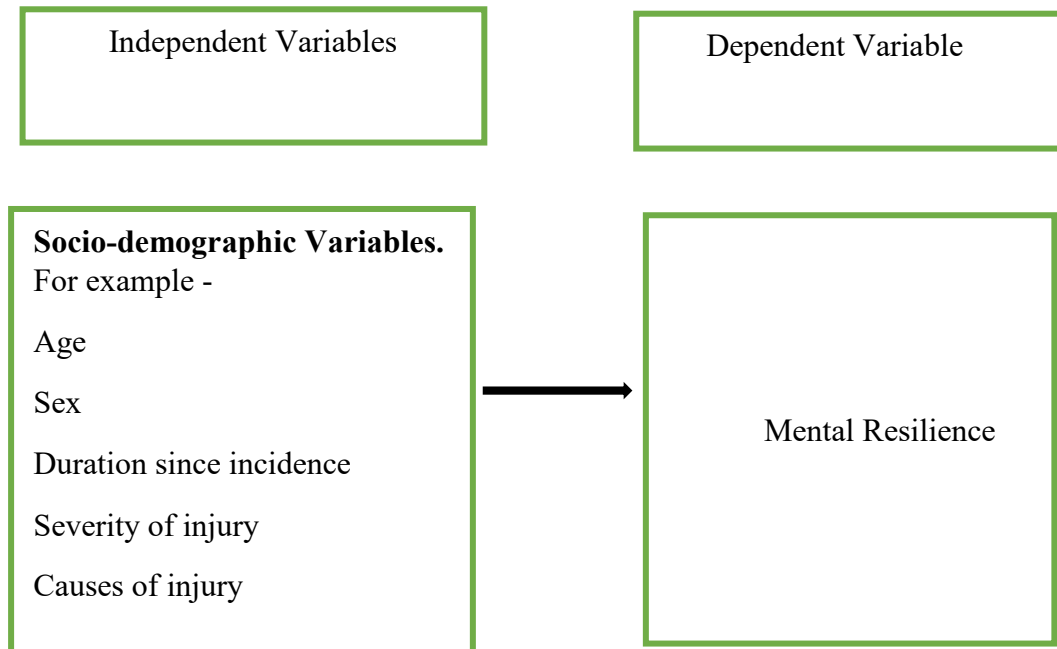 Independent Variables
Dependent Variable
Socio-demographic Variables.
For example -
Age
Sex
Duration since incidence
Severity of injury
Causes of injury
Mental Resilience